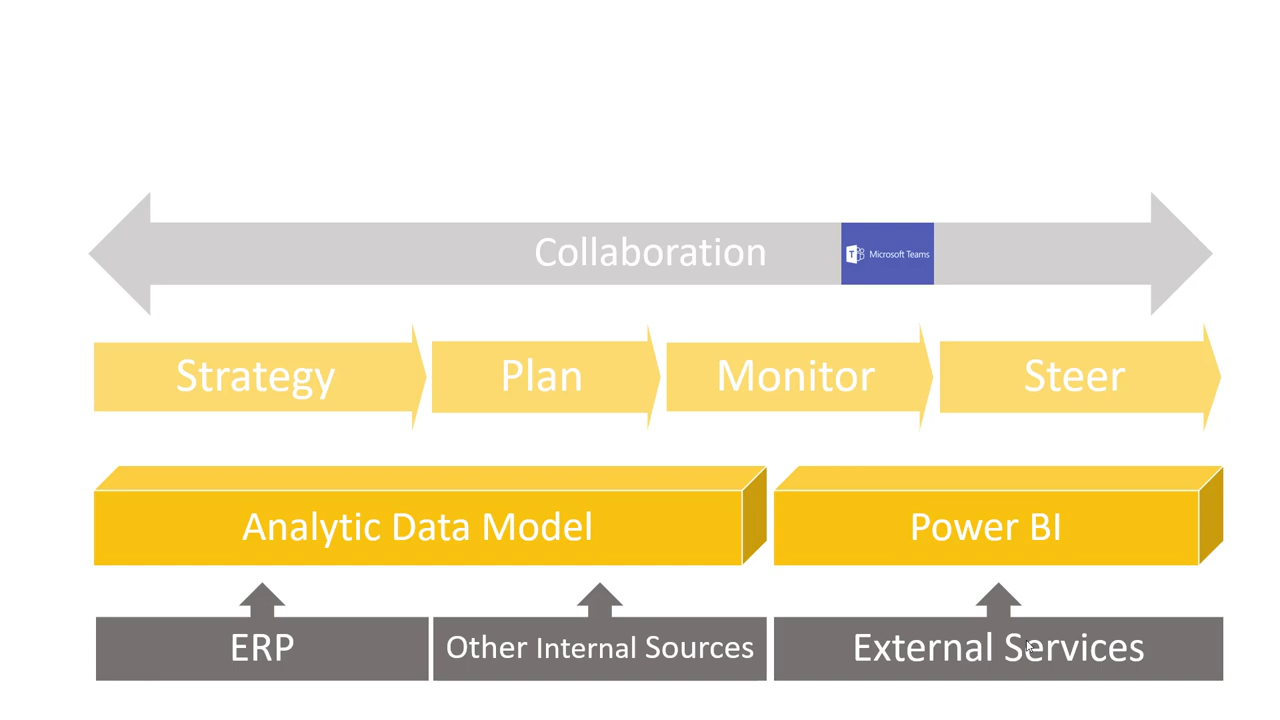 Collaboration
T Microsoft Teams
Strategy
Plan
Monitor
Steer
Analytic Data Model
Power BI
ERP
Other Internal Sources
External Services